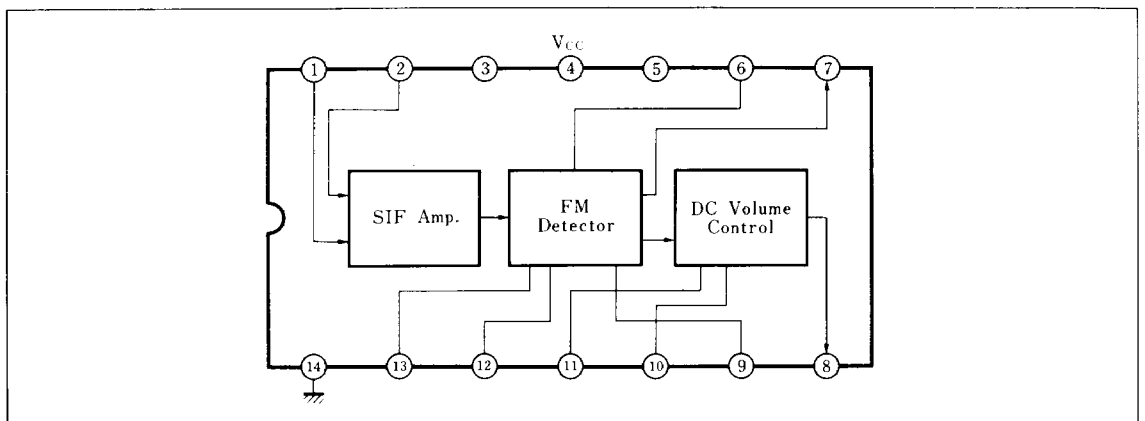 VCC
1 2 3 4 5 6 7
SIF Amp.
FM
Detector
DC Volume
Control
14 13 12 11 10 9 8